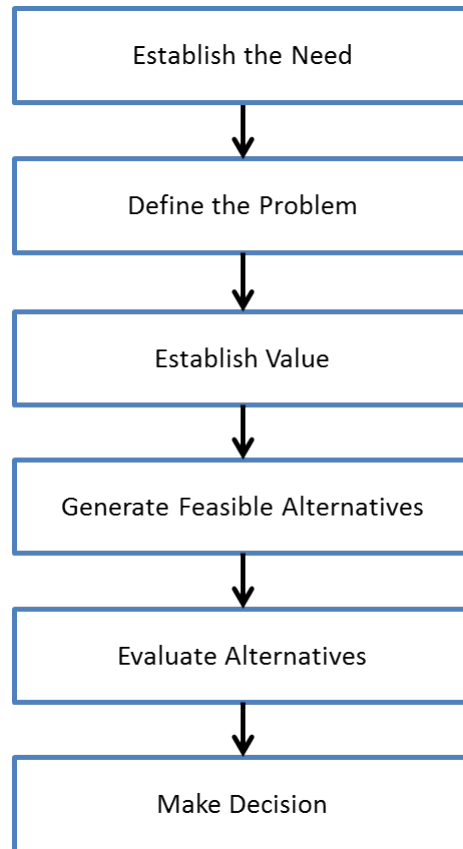 Establish the Need
Define the Problem
Establish Value
Generate Feasible Alternatives
Evaluate Alternatives
Make Decision